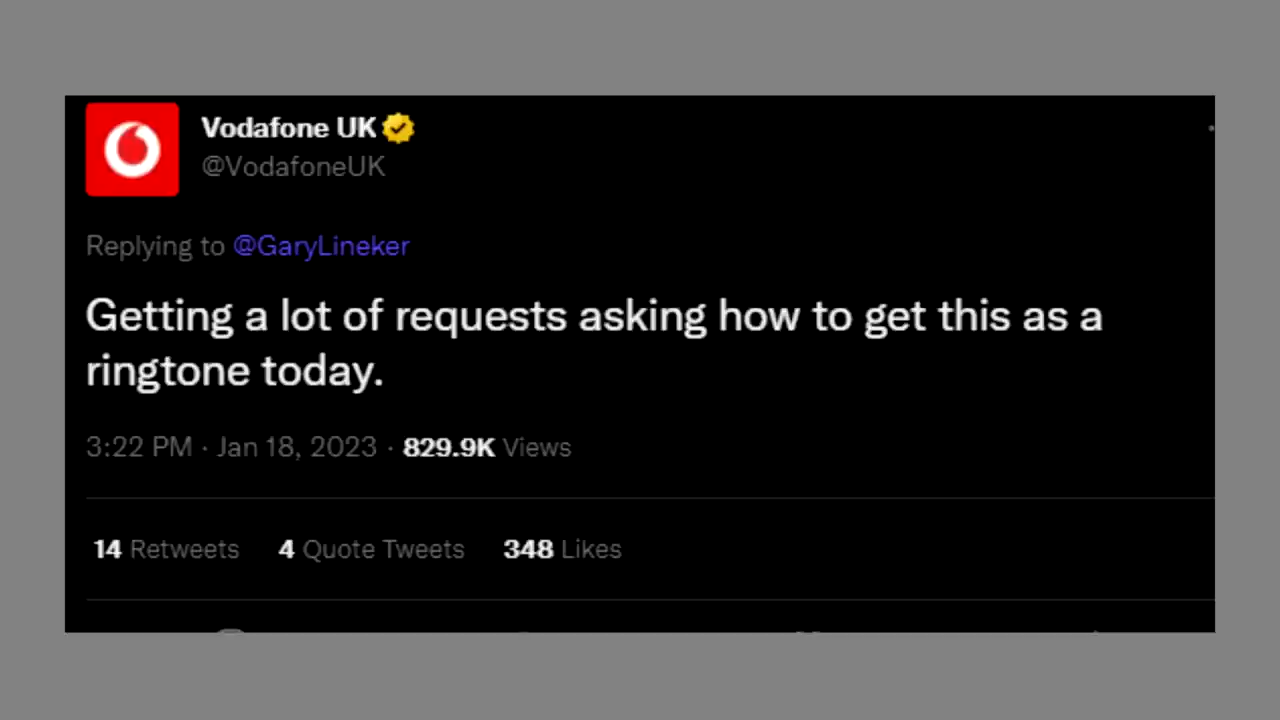 Vodafone UK
@VodafoneUK
Replying to @GaryLineker
Getting a lot of requests asking how to get this as a
ringtone today.
3:22 PM · Jan 18, 2023 · 829.9K Views
14 Retweets 4 Quote Tweets 348 Likes